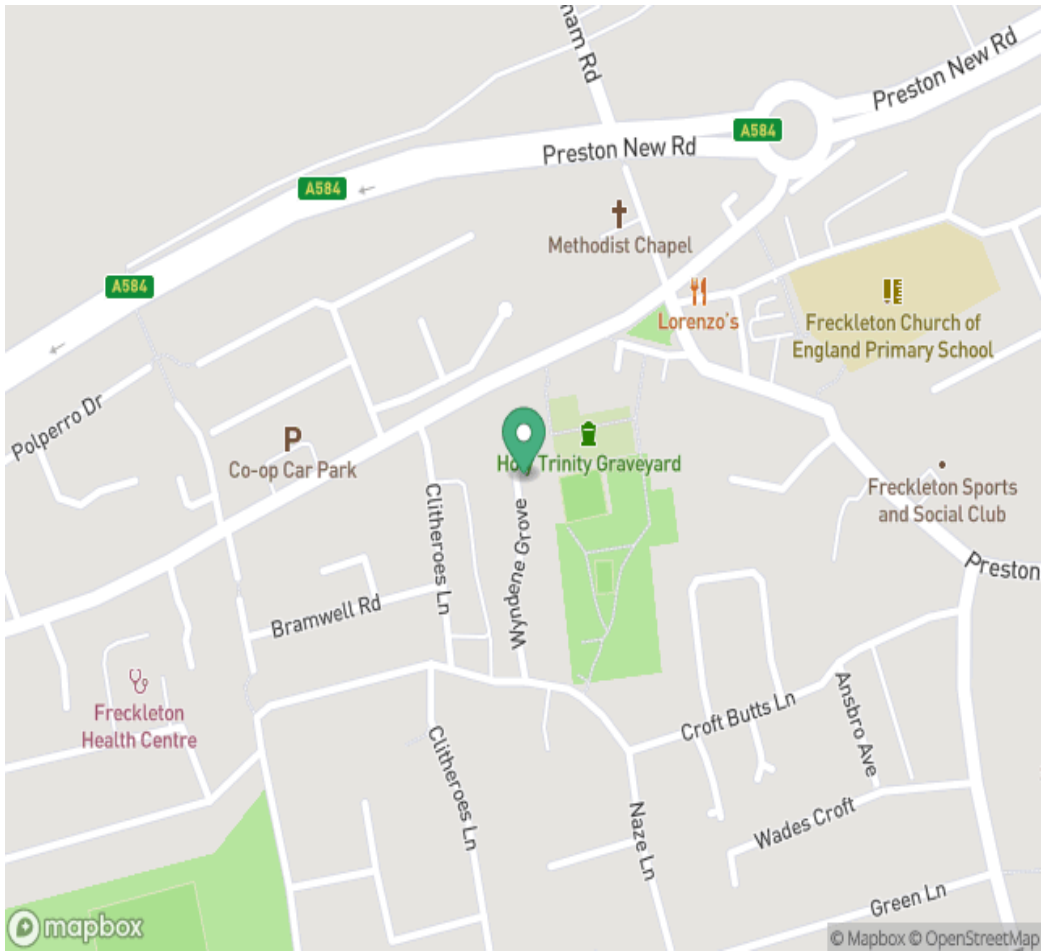 ham Rd
Preston New Rd
A584
Preston New Rd
A584
Methodist Chapel
A584
Lorenzo's
Freckleton Church of
England Primary School
Polperro Dr
P
Co-op Car Park
Trinity Graveyard
Freckleton Sports
and Social Club
Clitheroes Ln
Wyndene Grove
Preston
Bramwell Rd
Freckleton
Health Centre
Croft Butts Ln
Ansbro Ave
Clitheroes Ln
Naze Ln
Wades Croft
Green Ln
mapbox
© Mapbox © OpenStreetMap